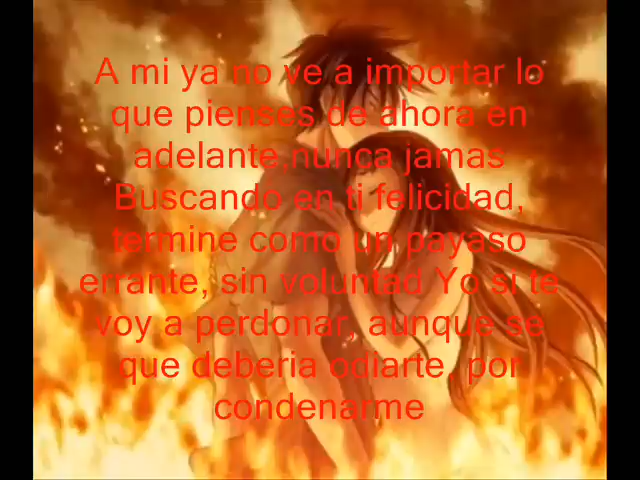 A mi ya no ve a importar lo
que pienses de ahora en
adelante,nunca jamas
Buscando en ti felicidad,
termine como un payaso
errante, sin voluntad Yo si te
voy a perdonar, aunque se
que deberia odiarte, por
condenarme